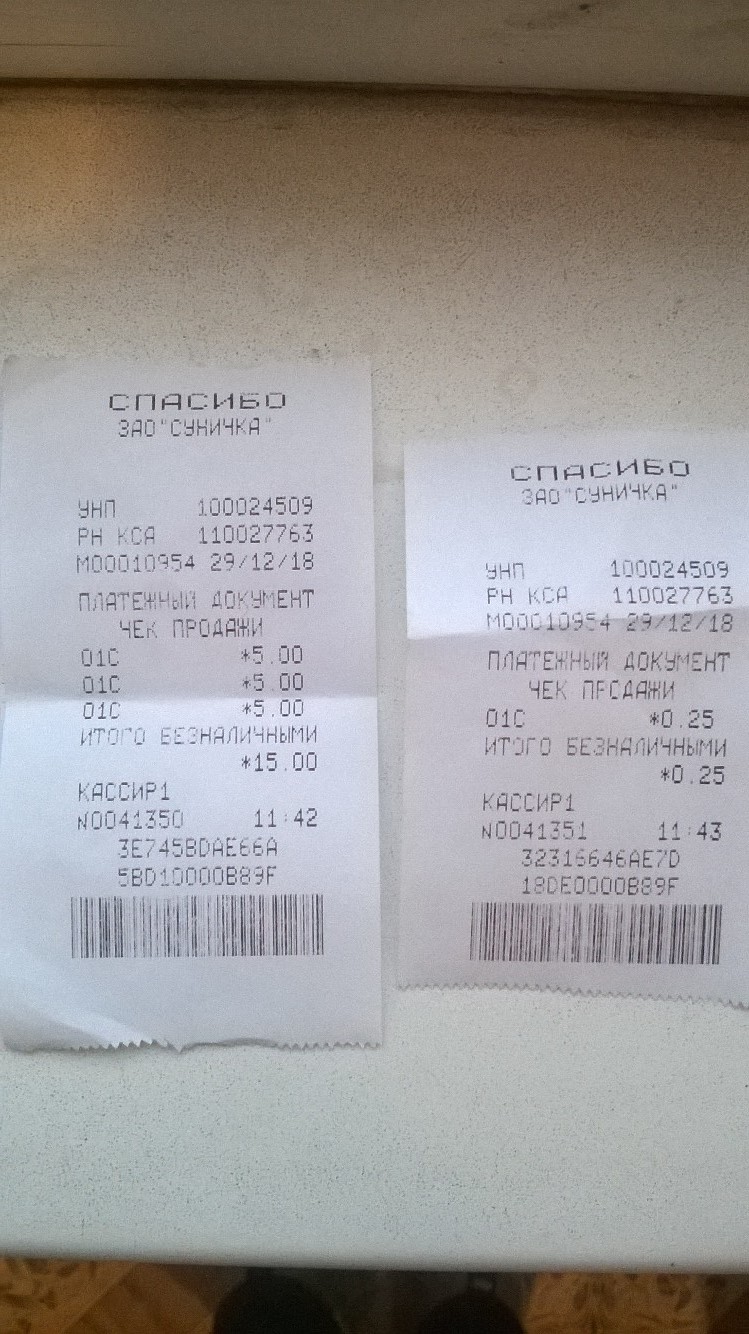 СПАСИБО
ЗАО"СУНИЧКА"
УНП 100024509
РН КСА 110027763
М00010954 29/12/18
ПЛАТЕЖНЫЙ ДОКУМЕНТ
ЧЕК ПРОДАЖИ
01С *5.00
01С *5.00
01С *5.00
ИТОГО БЕЗНАЛИЧНЫМИ
*15.00
КАССИР1
N0041350 11:42
3E745BDAE66A
5BD10000B89F
СПАСИБО
ЗАО"СУНИЧКА"
УНП 100024509
РН КСА 110027763
М00010954 29/12/18
ПЛАТЕЖНЫЙ ДОКУМЕНТ
ЧЕК ПРОДАЖИ
01С *0.25
ИТОГО БЕЗНАЛИЧНЫМИ
*0.25
КАССИР1
N0041351 11:43
32316646AE7D
18DE0000B89F